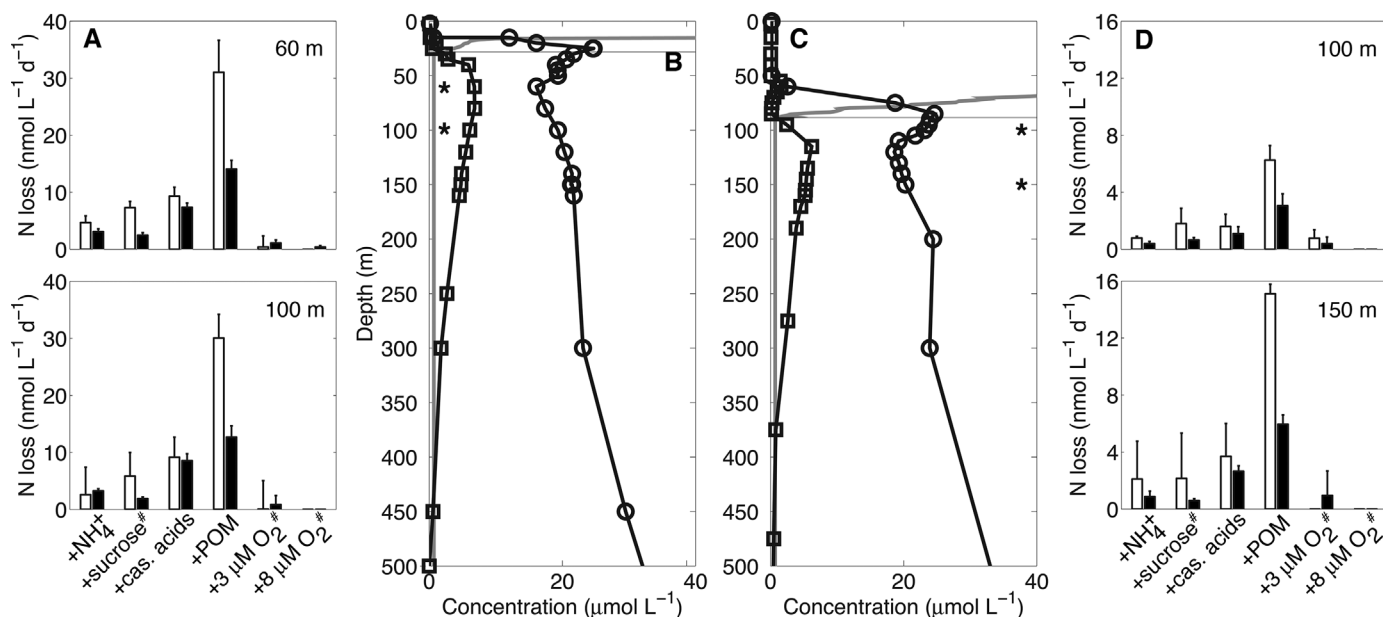 A
60 m
N loss (nmol L⁻¹ d⁻¹)
40
30
20
10
0
100 m
N loss (nmol L⁻¹ d⁻¹)
40
30
20
10
0
+NH₄⁺
+sucrose#
+cas. acids
+POM
+3 µM O₂#
+8 µM O₂#
B
0
50
100
150
200
250
300
350
400
450
500
*
*
0
20
40
Concentration (µmol L⁻¹)
C
Depth (m)
0
50
100
150
200
250
300
350
400
450
500
*
*
0
20
40
Concentration (µmol L⁻¹)
D
100 m
N loss (nmol L⁻¹ d⁻¹)
16
12
8
4
0
150 m
N loss (nmol L⁻¹ d⁻¹)
16
12
8
4
0
+NH₄⁺
+sucrose#
+cas. acids
+POM
+3 µM O₂#
+8 µM O₂#